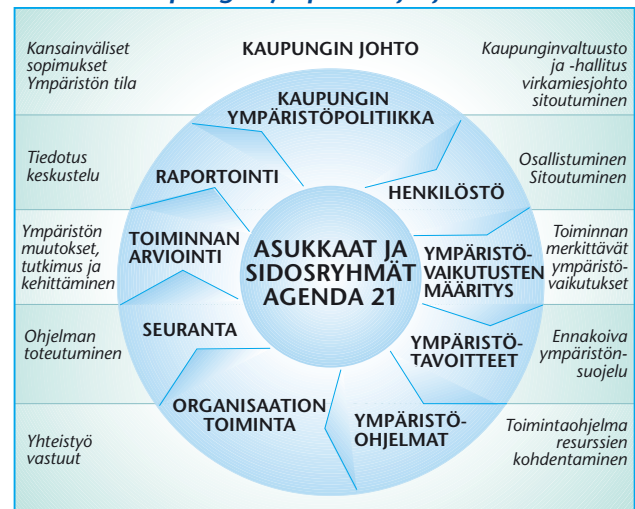 Kansainväliset
sopimukset
Ympäristön tila
KAUPUNGIN JOHTO
Kaupunginvaltuusto
ja -hallitus
virkamiesjohto
sitoutuminen
KAUPUNGIN
YMPÄRISTÖPOLITIIKKA
Tiedotus
keskustelu
RAPORTOINTI
HENKILÖSTÖ
Osallistuminen
Sitoutuminen
Ympäristön
muutokset,
tutkimus ja
kehittäminen
TOIMINNAN
ARVIOINTI
ASUKKAAT JA
SIDOSRYHMÄT
AGENDA 21
YMPÄRISTÖ-
VAIKUTUSTEN
MÄÄRITYS
Toiminnan
merkittävät
ympäristö-
vaikutukset
Ohjelman
toteutuminen
SEURANTA
YMPÄRISTÖ-
TAVOITTEET
Ennakoiva
ympäristön-
suojelu
Yhteistyö
vastuut
ORGANISAATION
TOIMINTA
YMPÄRISTÖ-
OHJELMAT
Toimintaohjelma
resurssien
kohdentaminen